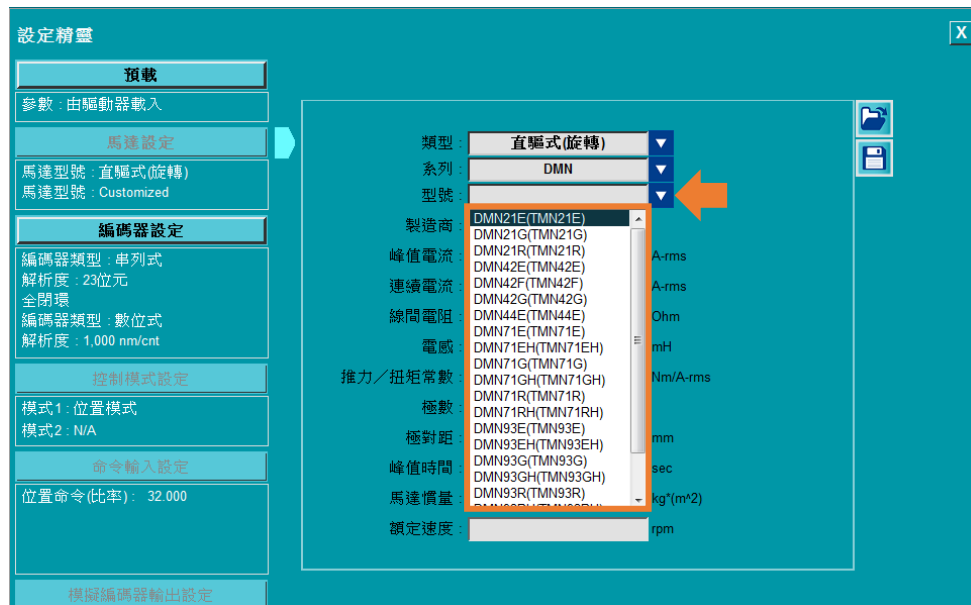 設定精靈
X
預載
參數 : 由驅動器載入
馬達設定
馬達型號 : 直驅式(旋轉)
馬達型號 : Customized
編碼器設定
編碼器類型 : 串列式
解析度 : 23位元
全閉環
編碼器類型 : 數位式
解析度 : 1,000 nm/cnt
控制模式設定
模式1 : 位置模式
模式2 : N/A
命令輸入設定
位置命令(比率) : 32.000
模擬編碼器輸出設定
類型 : 直驅式(旋轉)
系列 : DMN
型號 :
DMN21E(TMN21E)
DMN21G(TMN21G)
DMN21R(TMN21R)
DMN42E(TMN42E)
DMN42F(TMN42F)
DMN42G(TMN42G)
DMN44E(TMN44E)
DMN71E(TMN71E)
DMN71EH(TMN71EH)
DMN71G(TMN71G)
DMN71GH(TMN71GH)
DMN71R(TMN71R)
DMN71RH(TMN71RH)
DMN93E(TMN93E)
DMN93EH(TMN93EH)
DMN93G(TMN93G)
DMN93GH(TMN93GH)
DMN93R(TMN93R)
製造商 :
峰值電流 : A-rms
連續電流 : A-rms
線間電阻 : Ohm
電感 : mH
推力／扭矩常數 : Nm/A-rms
極數 :
極對距 : mm
峰值時間 : sec
馬達慣量 : kg*(m^2)
額定速度 : rpm